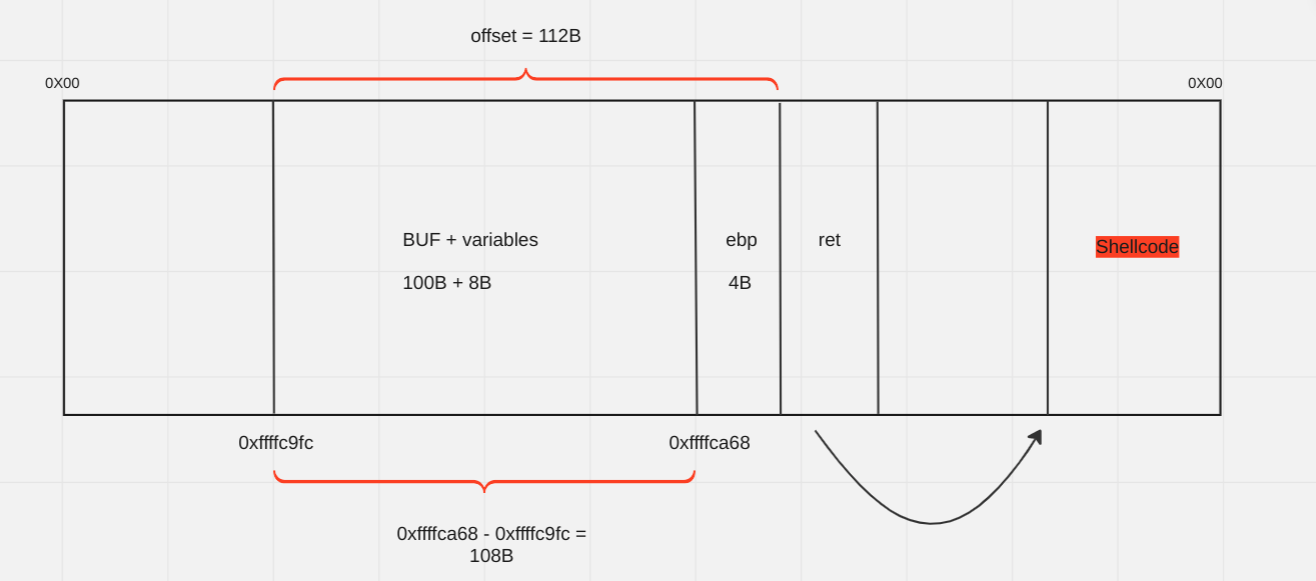 offset = 112B
0X00
0X00
BUF + variables
ebp
ret
Shellcode
100B + 8B
4B
0xffffc9fc
0xffffca68
0xffffca68 - 0xffffc9fc =
108B